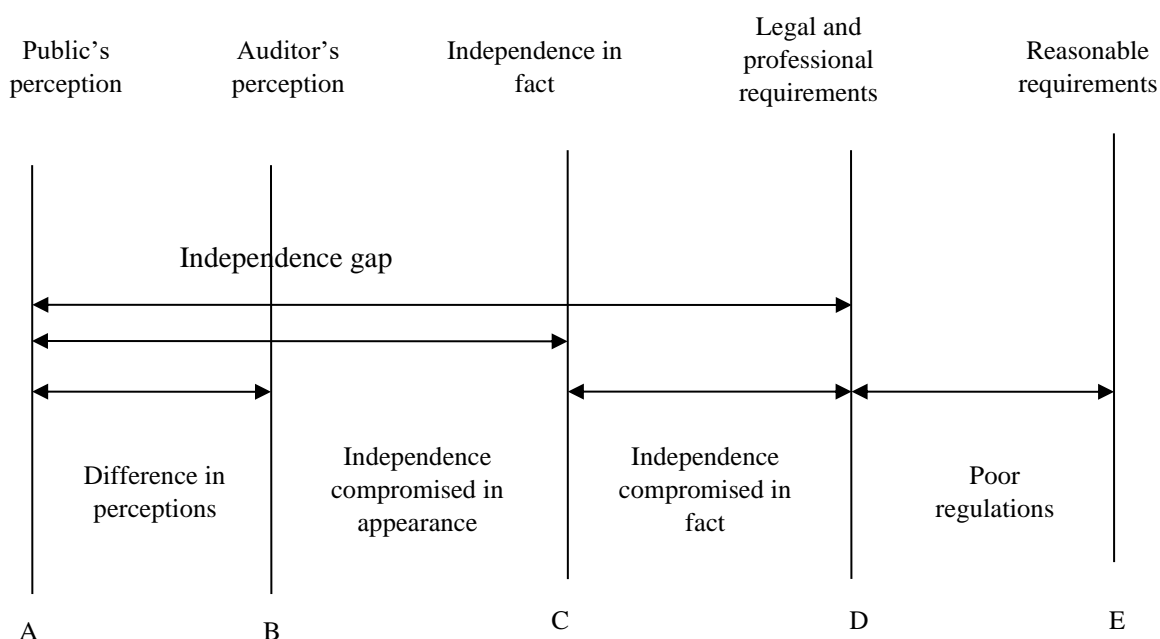 Public’s
perception
Auditor’s
perception
Independence in
fact
Legal and
professional
requirements
Reasonable
requirements
Independence gap
Difference in
perceptions
Independence
compromised in
appearance
Independence
compromised in
fact
Poor
regulations
A
B
C
D
E